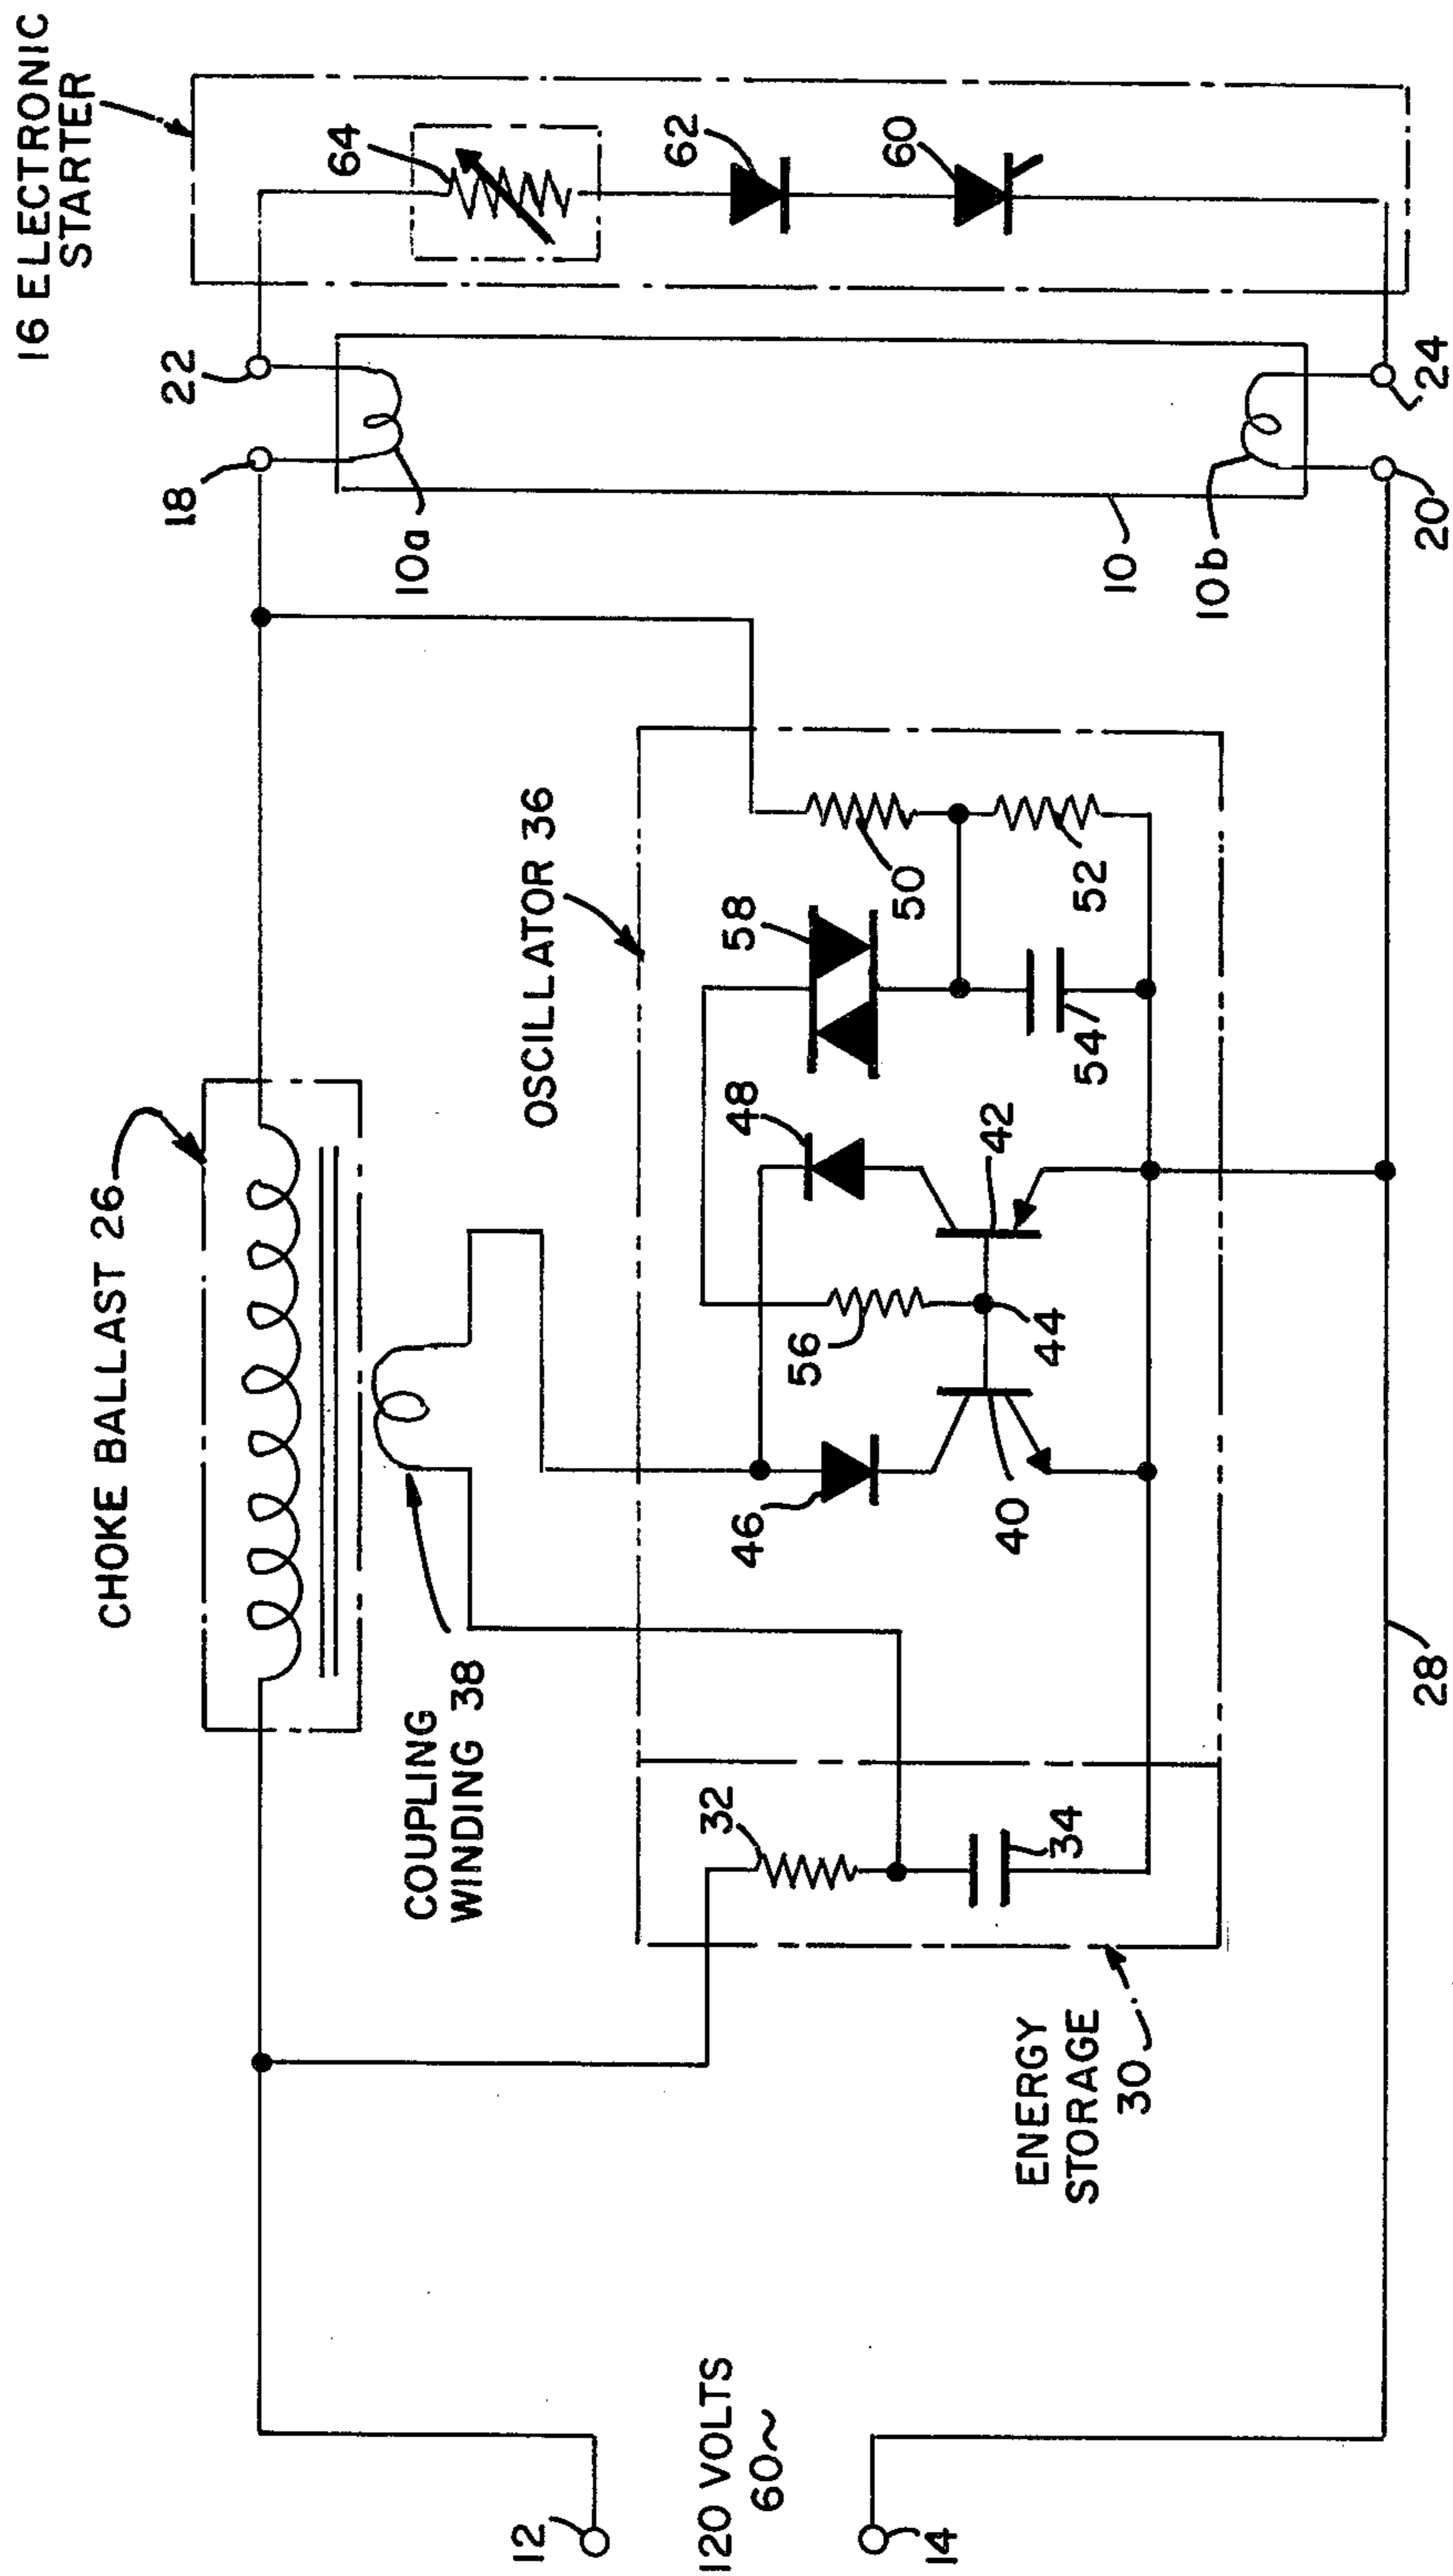 16 ELECTRONIC
STARTER
64
62
60
22
18
24
20
10a
10
10b
CHOKE BALLAST 26
OSCILLATOR 36
58
50
52
54
48
42
56
44
46
40
COUPLING
WINDING 38
32
34
28
ENERGY
STORAGE
30
12
120 VOLTS
60~
14